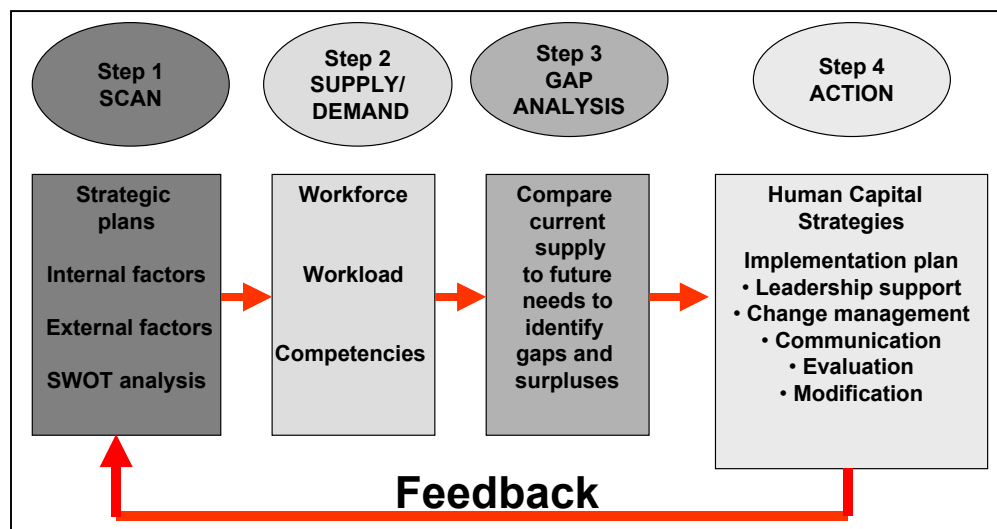 Step 1
SCAN
Step 2
SUPPLY/
DEMAND
Step 3
GAP
ANALYSIS
Step 4
ACTION
Strategic
plans
Internal factors
External factors
SWOT analysis
Workforce
Workload
Competencies
Compare
current
supply
to future
needs to
identify
gaps and
surpluses
Human Capital
Strategies
Implementation plan
• Leadership support
• Change management
• Communication
• Evaluation
• Modification
Feedback